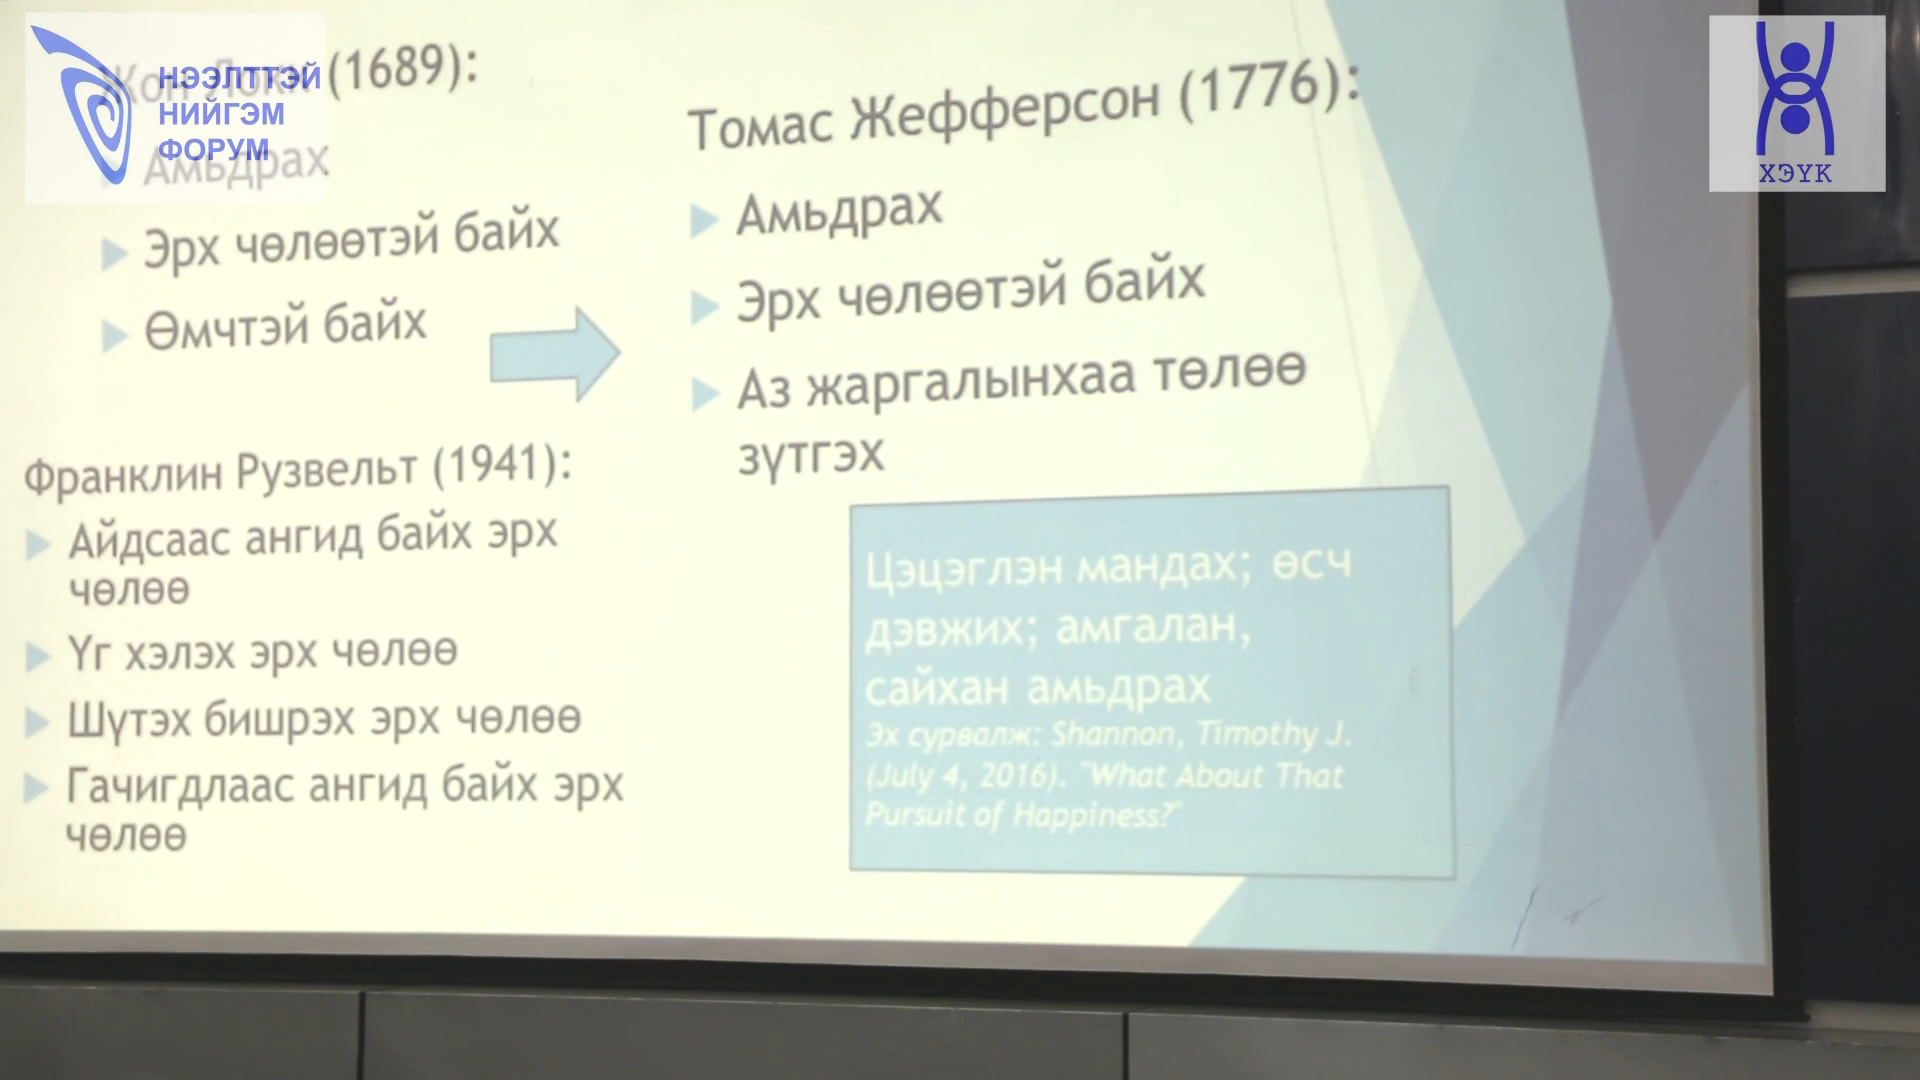 НЭЭЛТТЭЙ
НИЙГЭМ
ФОРУМ
Жон Локк (1689):
Амьдрах
Эрх чөлөөтэй байх
Өмчтэй байх
Томас Жефферсон (1776):
Амьдрах
Эрх чөлөөтэй байх
Аз жаргалынхаа төлөө
зүтгэх
Франклин Рузвельт (1941):
Айдсаас ангид байх эрх
чөлөө
Үг хэлэх эрх чөлөө
Шүтэх бишрэх эрх чөлөө
Гачигдлаас ангид байх эрх
чөлөө
Цэцэглэн мандах; өсч
дэвжих; амгалан,
сайхан амьдрах
Эх сурвалж: Shannon, Timothy J.
(July 4, 2016). "What About That
Pursuit of Happiness?"
ХЭҮК